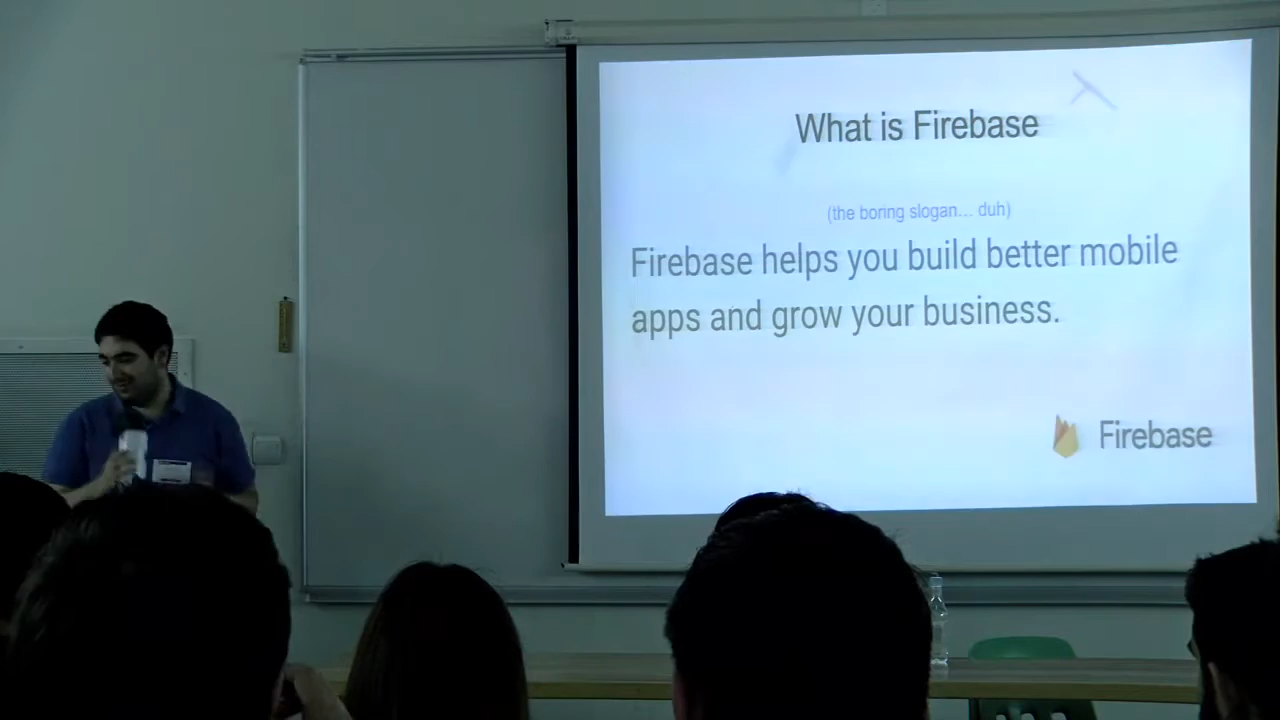 What is Firebase
(the boring slogan... duh)
Firebase helps you build better mobile
apps and grow your business.
Firebase